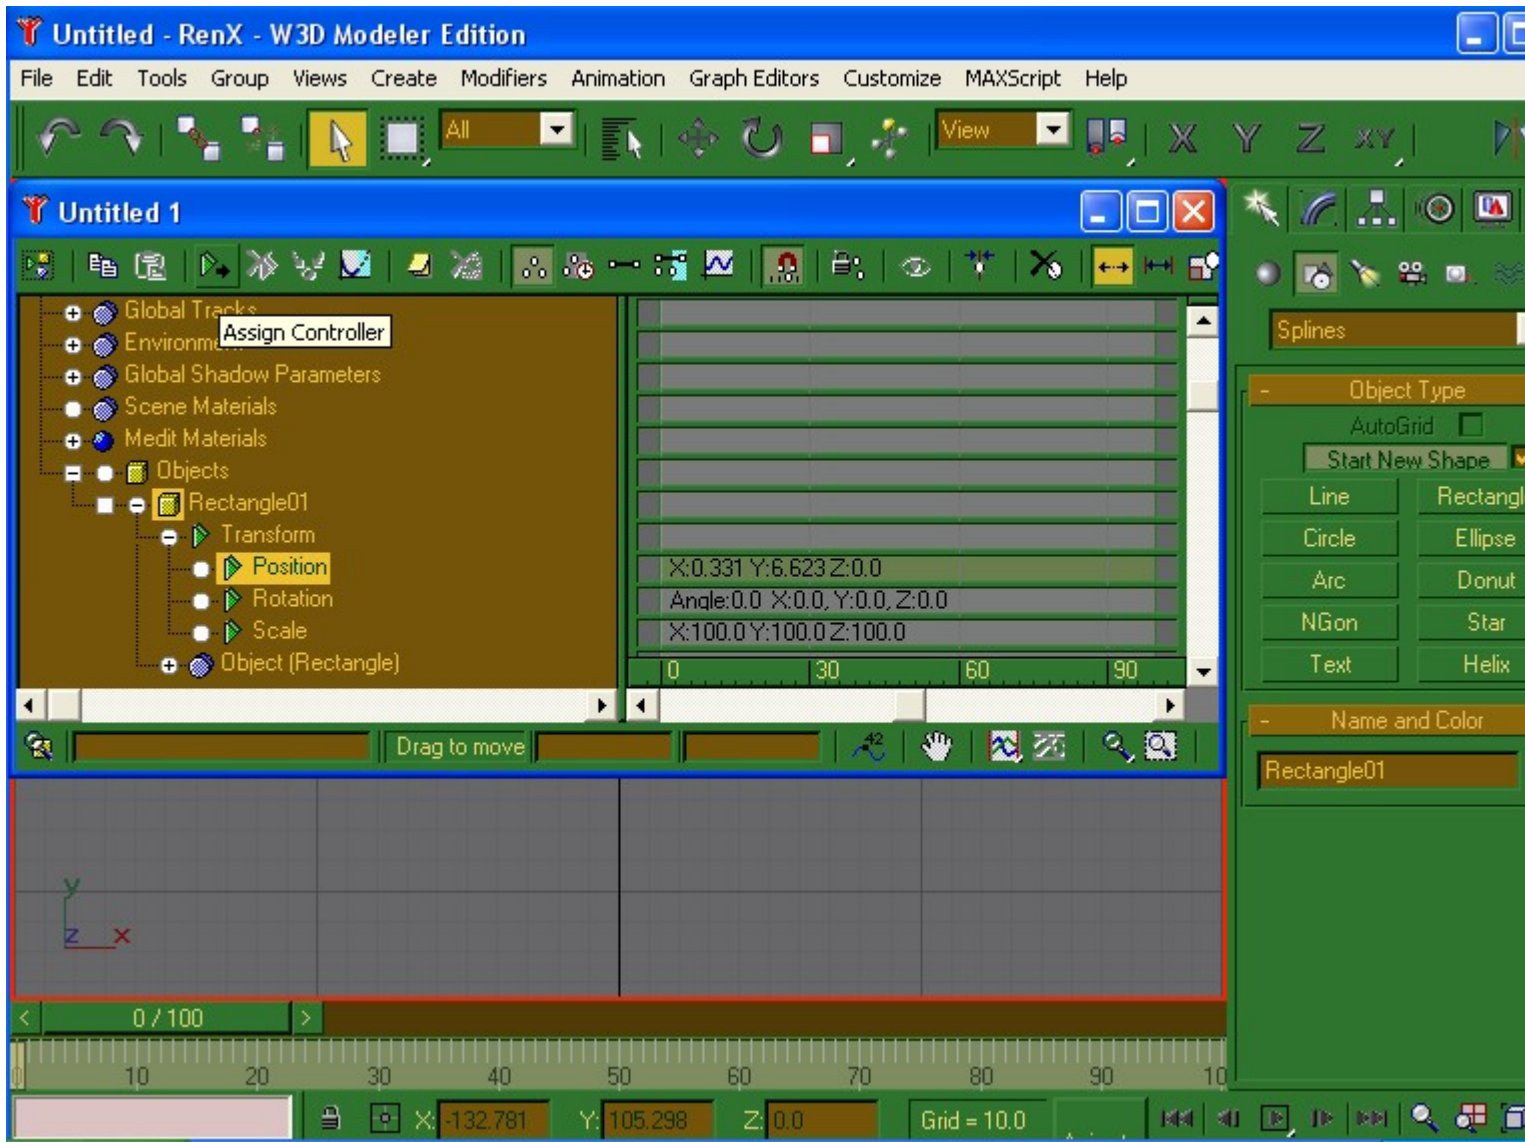 Untitled - RenX - W3D Modeler Edition
File Edit Tools Group Views Create Modifiers Animation Graph Editors Customize MAXScript Help
All View X Y Z XY
Untitled 1
Global Tracks
Assign Controller
Splines
Global Shadow Parameters
Object Type
Scene Materials
AutoGrid
Medit Materials
Start New Shape
Objects
Rectangle01
Line Rectangl
Transform
Circle Ellipse
Position X:0.331 Y:6.623 Z:0.0
Arc Donut
Rotation Angle:0.0 X:0.0, Y:0.0, Z:0.0
NGon Star
Scale X:100.0 Y:100.0 Z:100.0
Object (Rectangle)
Text Helix
0 30 60 90
Name and Color
Drag to move 42
Rectangle01
y
z x
< 0 / 100 >
0 10 20 30 40 50 60 70 80 90 10
X: -132.781 Y: 105.298 Z: 0.0 Grid = 10.0